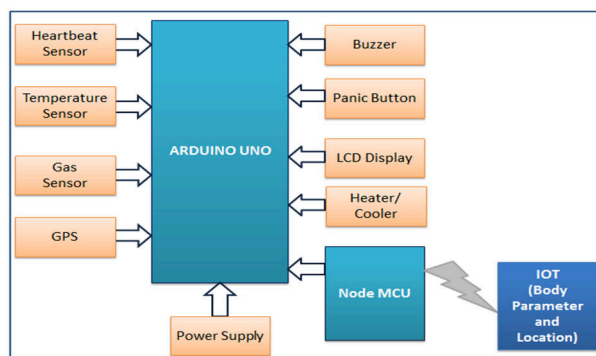 Heartbeat
Sensor
Temperature
Sensor
Gas
Sensor
GPS
ARDUINO UNO
Power Supply
Buzzer
Panic Button
LCD Display
Heater/
Cooler
Node MCU
IOT
(Body
Parameter
and
Location)